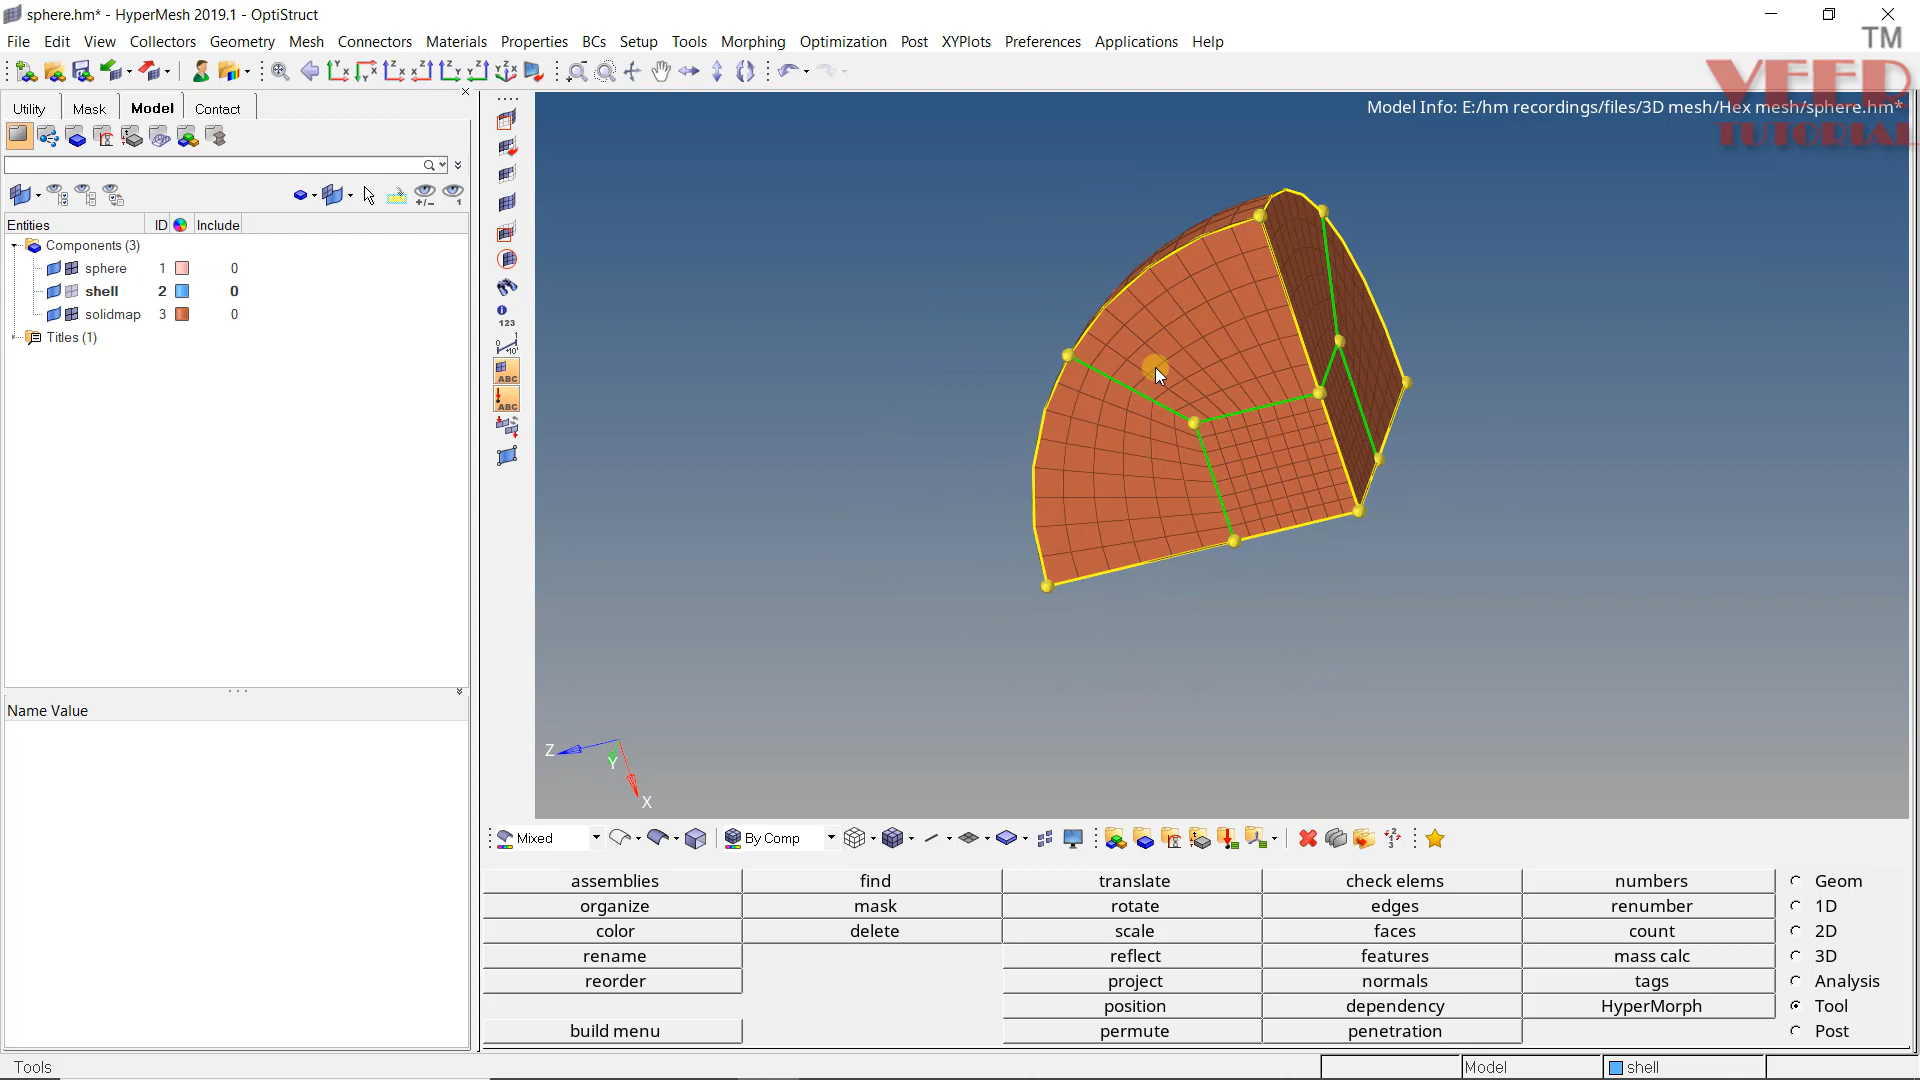 sphere.hm* - HyperMesh 2019.1 - OptiStruct
TM
File Edit View Collectors Geometry Mesh Connectors Materials Properties BCs Setup Tools Morphing Optimization Post XYPlots Preferences Applications Help
VEED
TUTORIAL
Utility Mask Model Contact
Model Info: E:/hm recordings/files/3D mesh/Hex mesh/sphere.hm*
Entities ID Include
Components (3)
sphere 1 0
shell 2 0
solidmap 3 0
Titles (1)
123
ABC
ABC
Name Value
Z
Y
X
Mixed By Comp
assemblies find translate check elems numbers Geom
organize mask rotate edges renumber 1D
color delete scale faces count 2D
rename reflect features mass calc 3D
reorder project normals tags Analysis
position dependency HyperMorph Tool
build menu permute penetration Post
Tools Model shell